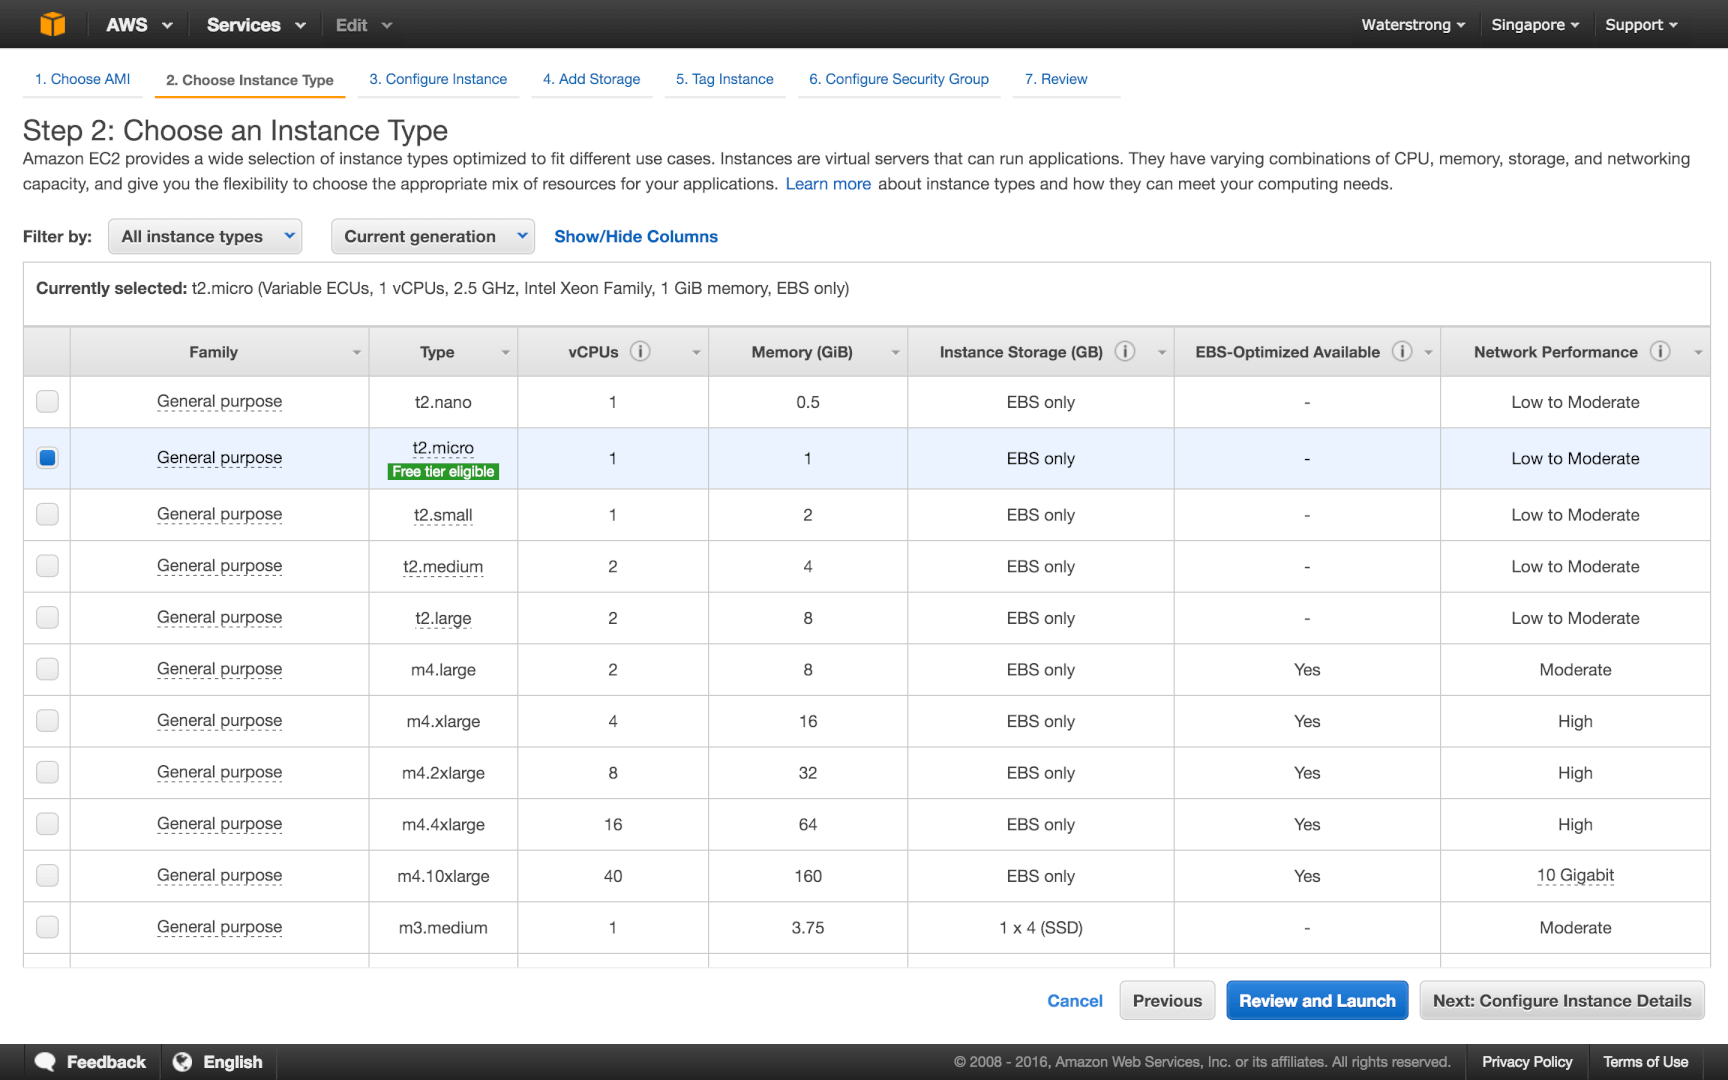 AWS Services Edit Waterstrong Singapore Support
1. Choose AMI 2. Choose Instance Type 3. Configure Instance 4. Add Storage 5. Tag Instance 6. Configure Security Group 7. Review
Step 2: Choose an Instance Type
Amazon EC2 provides a wide selection of instance types optimized to fit different use cases. Instances are virtual servers that can run applications. They have varying combinations of CPU, memory, storage, and networking
capacity, and give you the flexibility to choose the appropriate mix of resources for your applications. Learn more about instance types and how they can meet your computing needs.
Filter by: All instance types Current generation Show/Hide Columns
Currently selected: t2.micro (Variable ECUs, 1 vCPUs, 2.5 GHz, Intel Xeon Family, 1 GiB memory, EBS only)
Family Type vCPUs i Memory (GiB) Instance Storage (GB) i EBS-Optimized Available i Network Performance i
General purpose t2.nano 1 0.5 EBS only - Low to Moderate
General purpose t2.micro 1 1 EBS only - Low to Moderate
Free tier eligible
General purpose t2.small 1 2 EBS only - Low to Moderate
General purpose t2.medium 2 4 EBS only - Low to Moderate
General purpose t2.large 2 8 EBS only - Low to Moderate
General purpose m4.large 2 8 EBS only Yes Moderate
General purpose m4.xlarge 4 16 EBS only Yes High
General purpose m4.2xlarge 8 32 EBS only Yes High
General purpose m4.4xlarge 16 64 EBS only Yes High
General purpose m4.10xlarge 40 160 EBS only Yes 10 Gigabit
General purpose m3.medium 1 3.75 1 x 4 (SSD) - Moderate
Cancel Previous Review and Launch Next: Configure Instance Details
Feedback English © 2008 - 2016, Amazon Web Services, Inc. or its affiliates. All rights reserved. Privacy Policy Terms of Use